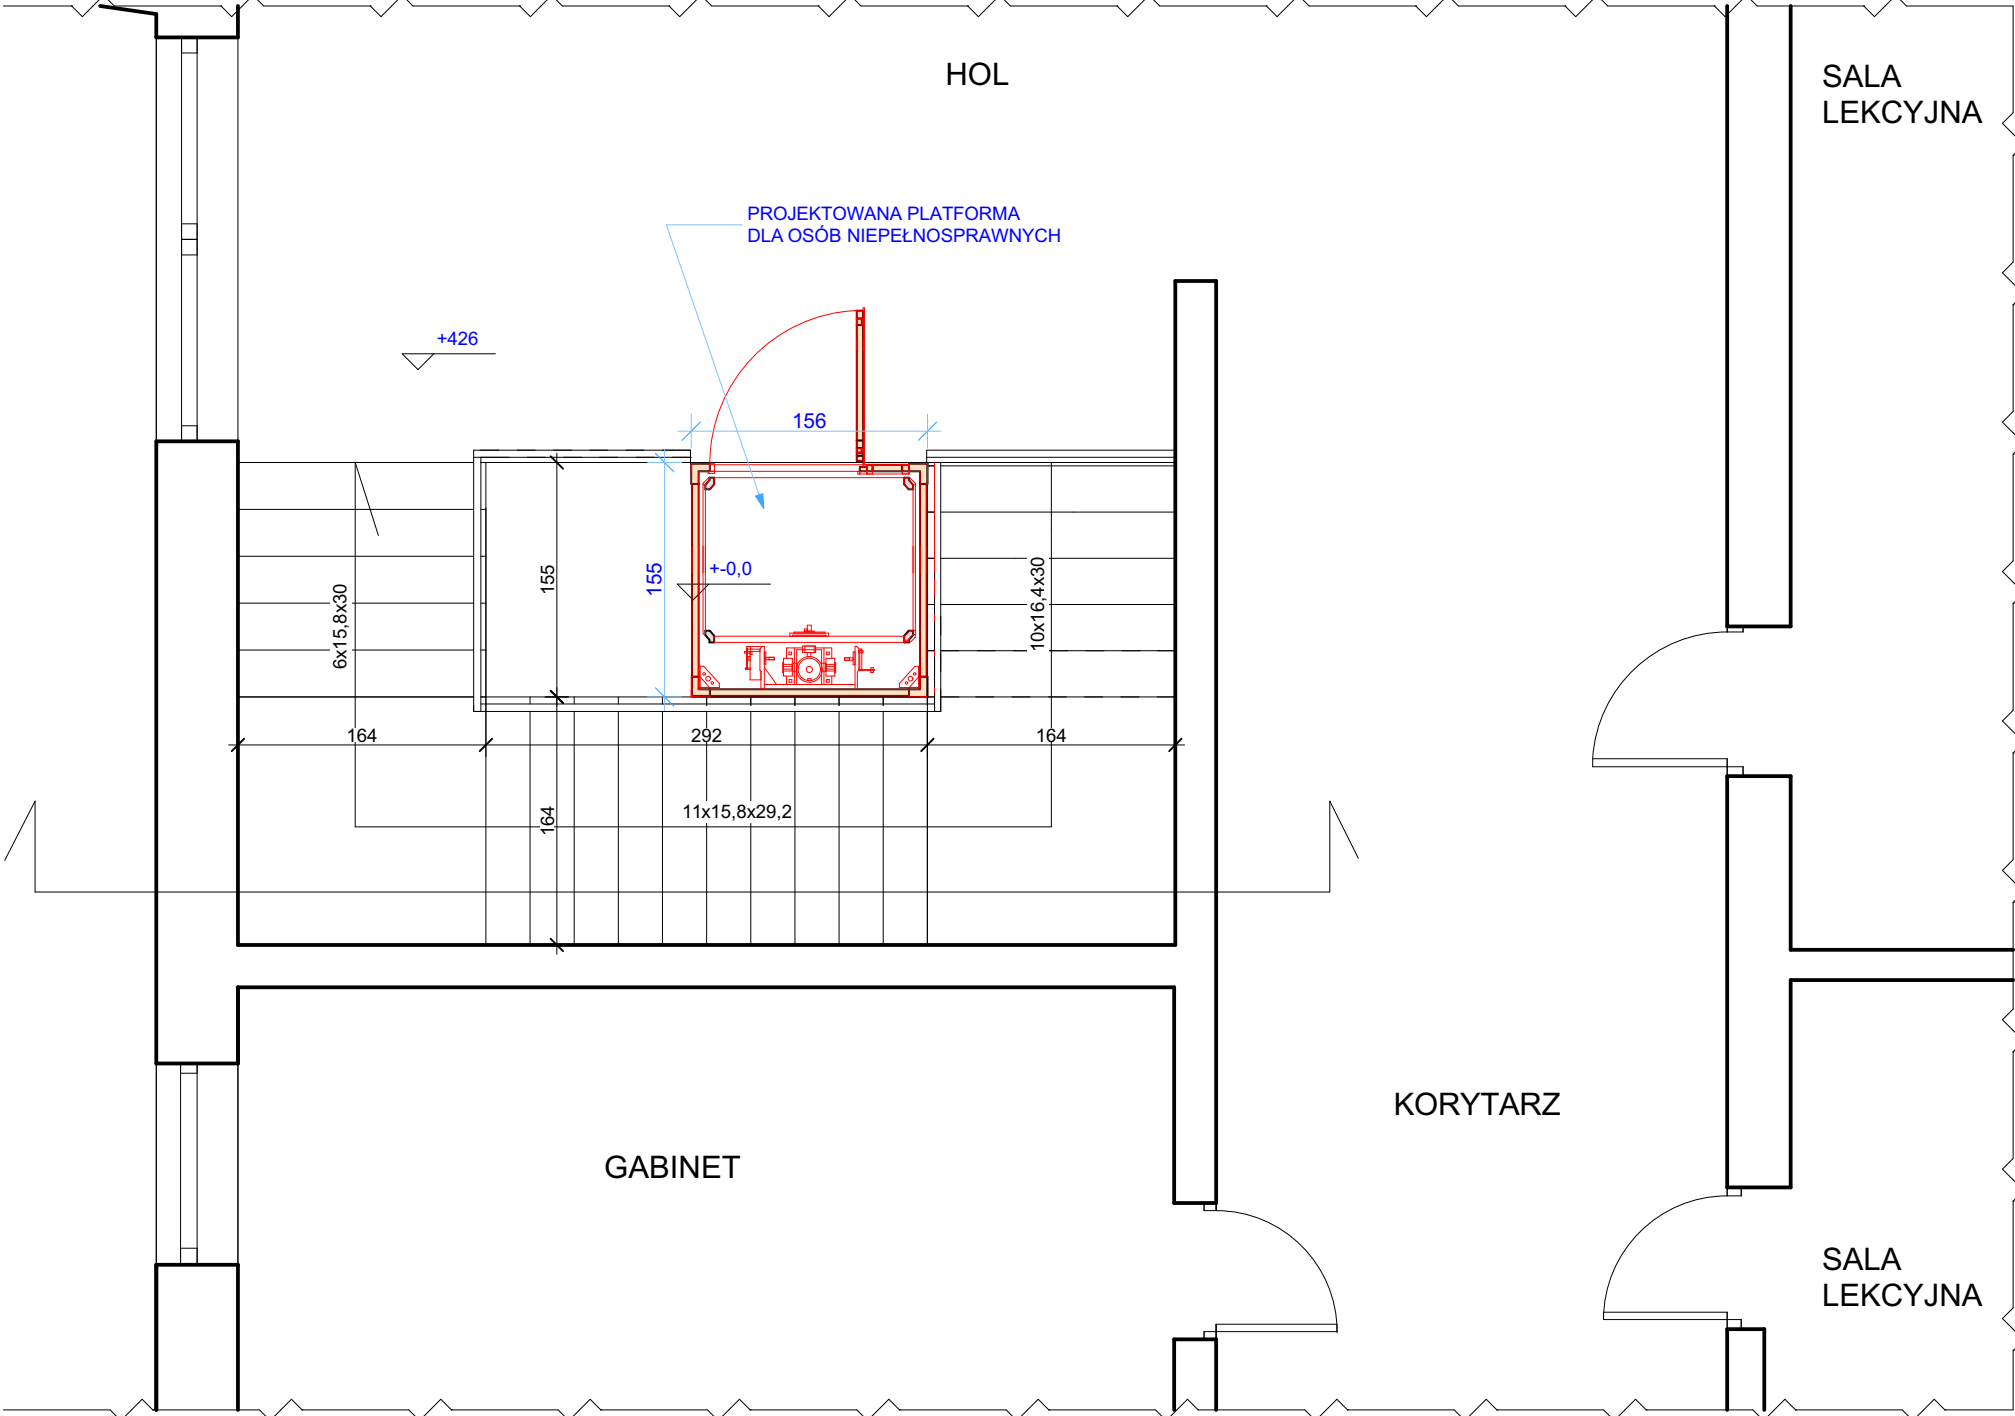 HOL
SALA
LEKCYJNA
PROJEKTOWANA PLATFORMA
DLA OSÓB NIEPEŁNOSPRAWNYCH
+426
156
155
155
+-0,0
6x15,8x30
10x16,4x30
164
292
164
164
11x15,8x29,2
KORYTARZ
GABINET
SALA
LEKCYJNA